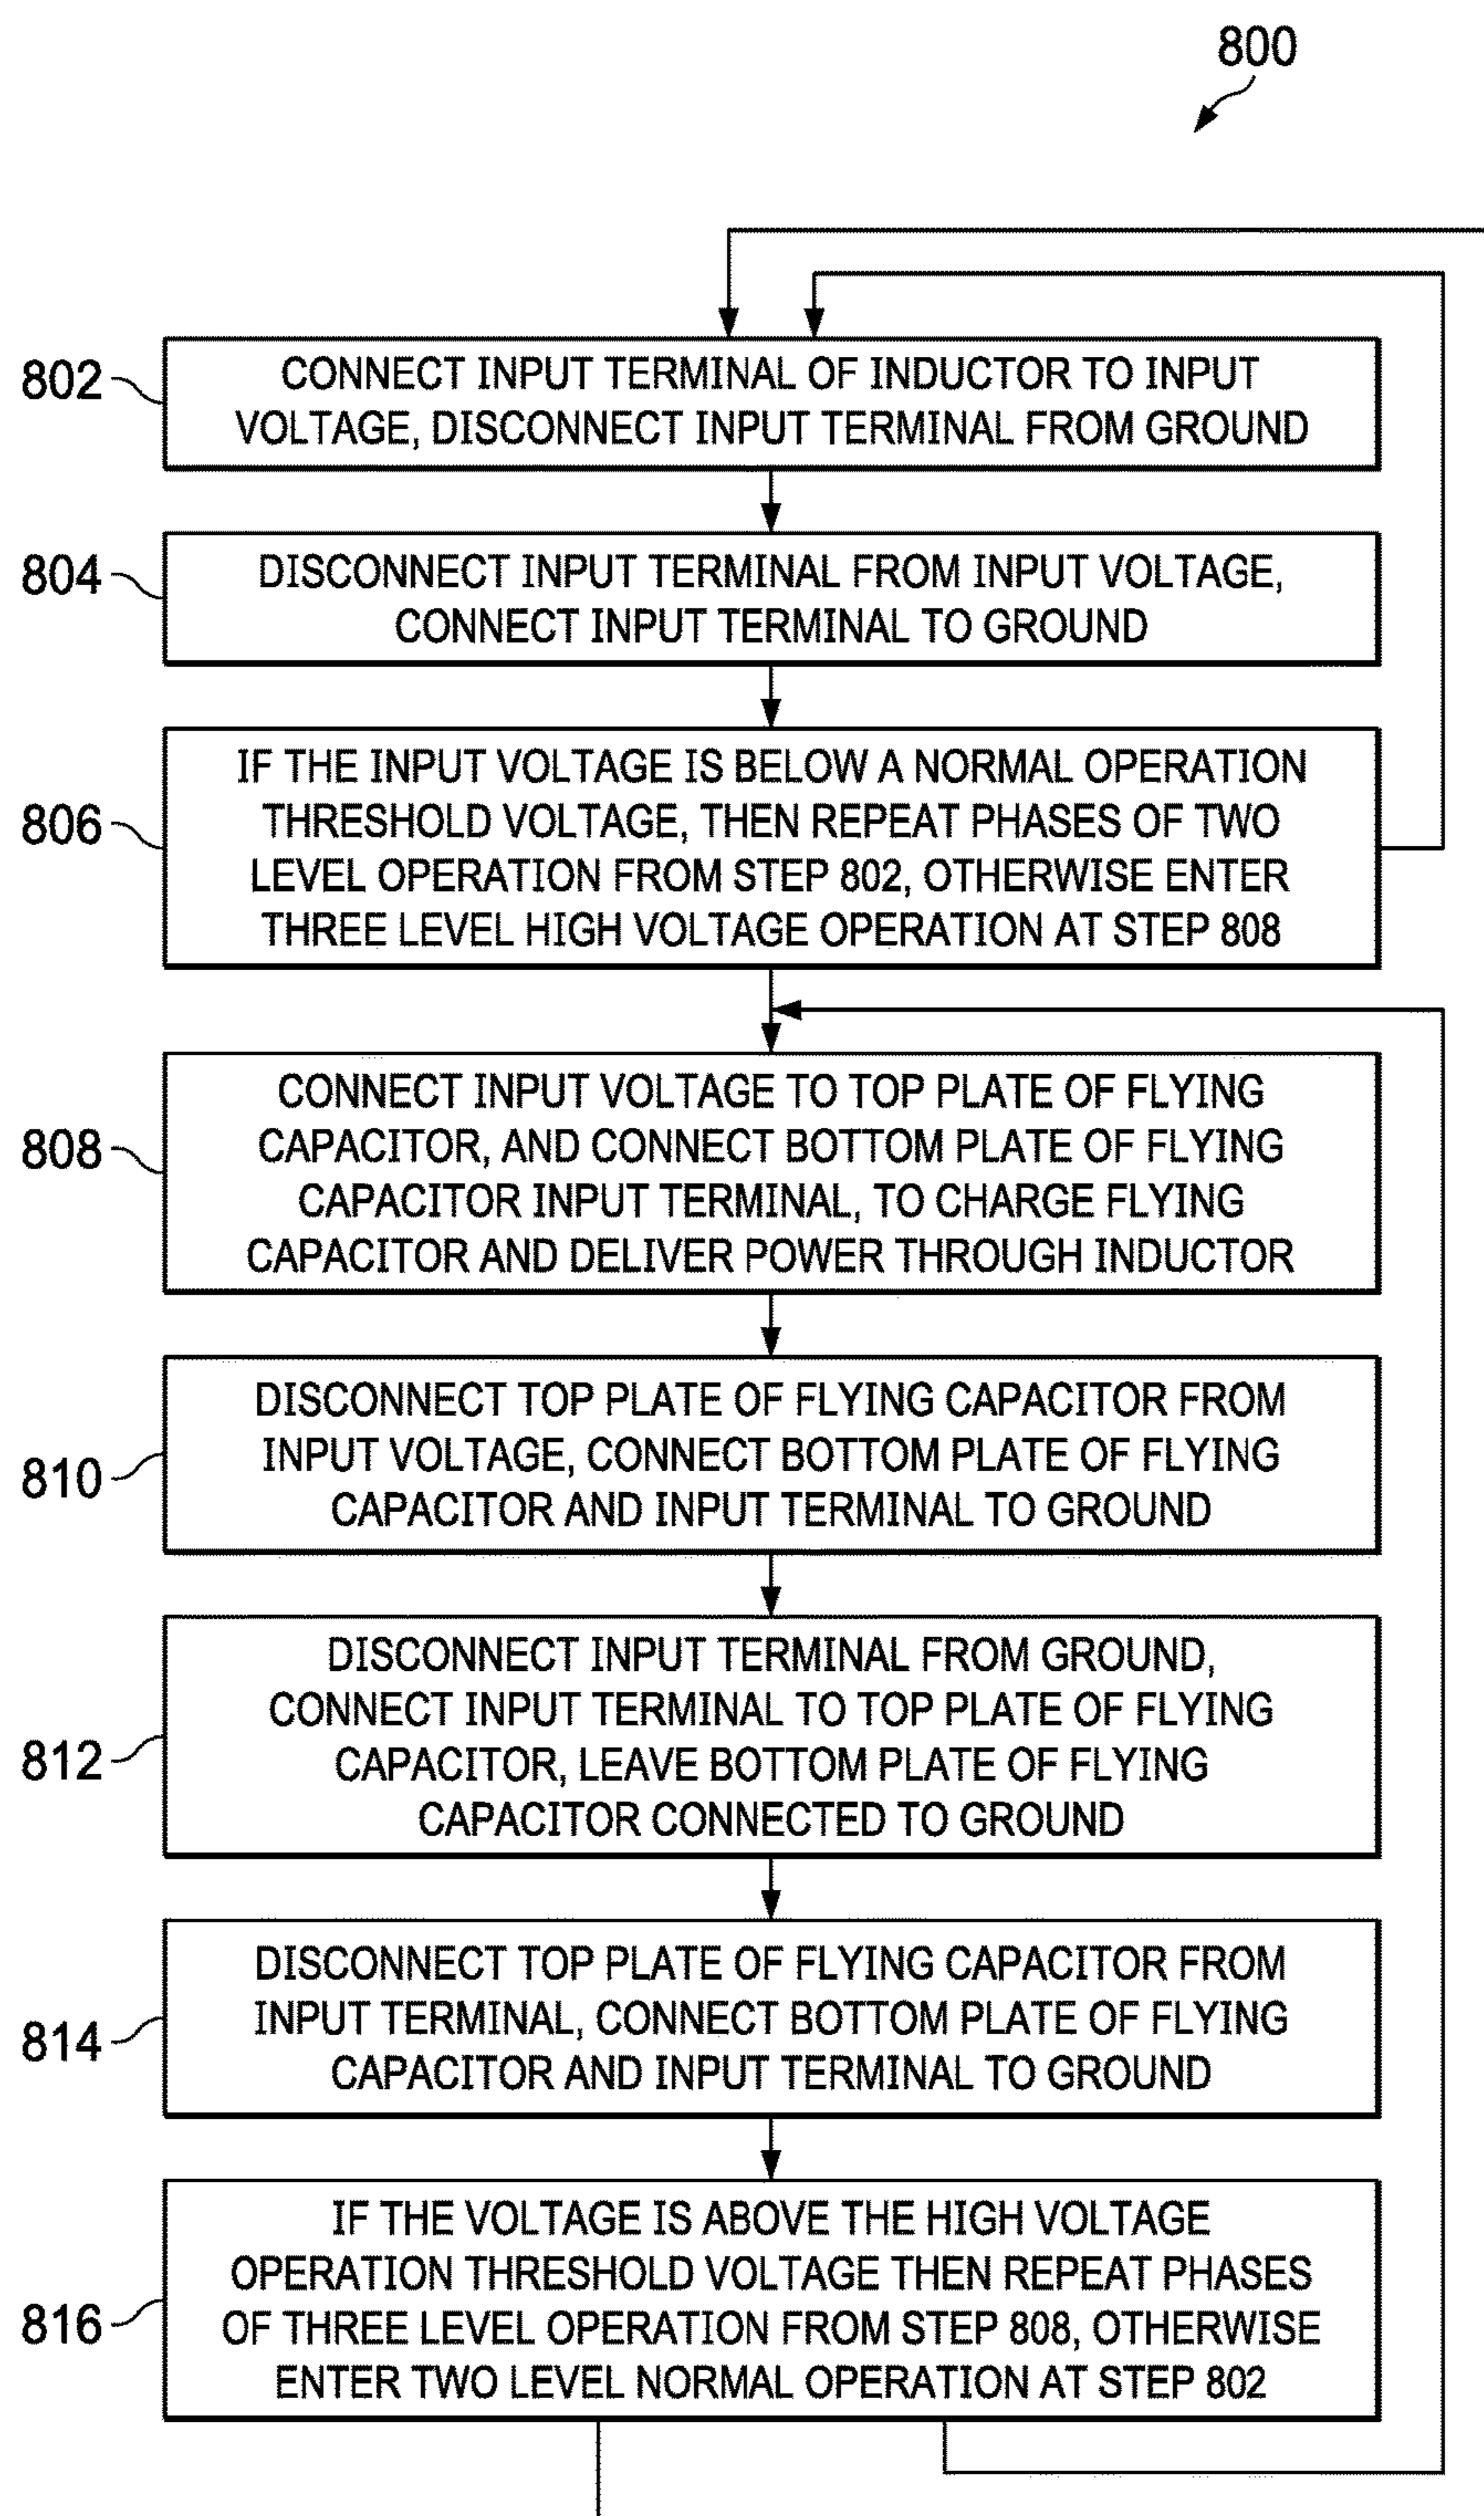 800
802
CONNECT INPUT TERMINAL OF INDUCTOR TO INPUT
VOLTAGE, DISCONNECT INPUT TERMINAL FROM GROUND
804
DISCONNECT INPUT TERMINAL FROM INPUT VOLTAGE,
CONNECT INPUT TERMINAL TO GROUND
806
IF THE INPUT VOLTAGE IS BELOW A NORMAL OPERATION
THRESHOLD VOLTAGE, THEN REPEAT PHASES OF TWO
LEVEL OPERATION FROM STEP 802, OTHERWISE ENTER
THREE LEVEL HIGH VOLTAGE OPERATION AT STEP 808
808
CONNECT INPUT VOLTAGE TO TOP PLATE OF FLYING
CAPACITOR, AND CONNECT BOTTOM PLATE OF FLYING
CAPACITOR INPUT TERMINAL, TO CHARGE FLYING
CAPACITOR AND DELIVER POWER THROUGH INDUCTOR
810
DISCONNECT TOP PLATE OF FLYING CAPACITOR FROM
INPUT VOLTAGE, CONNECT BOTTOM PLATE OF FLYING
CAPACITOR AND INPUT TERMINAL TO GROUND
812
DISCONNECT INPUT TERMINAL FROM GROUND,
CONNECT INPUT TERMINAL TO TOP PLATE OF FLYING
CAPACITOR, LEAVE BOTTOM PLATE OF FLYING
CAPACITOR CONNECTED TO GROUND
814
DISCONNECT TOP PLATE OF FLYING CAPACITOR FROM
INPUT TERMINAL, CONNECT BOTTOM PLATE OF FLYING
CAPACITOR AND INPUT TERMINAL TO GROUND
816
IF THE VOLTAGE IS ABOVE THE HIGH VOLTAGE
OPERATION THRESHOLD VOLTAGE THEN REPEAT PHASES
OF THREE LEVEL OPERATION FROM STEP 808, OTHERWISE
ENTER TWO LEVEL NORMAL OPERATION AT STEP 802